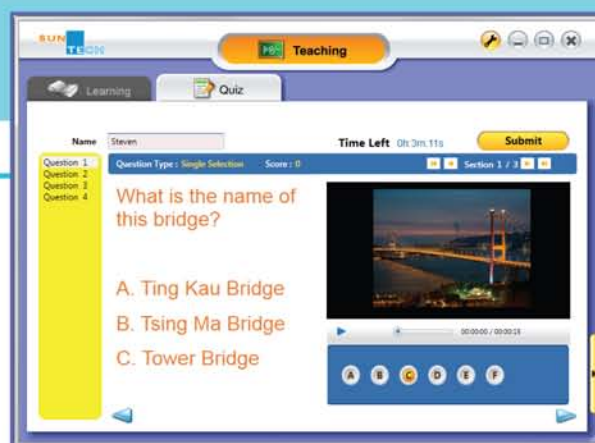 SUN
TECH
Teaching
Learning
Quiz
Name
Steven
Time Left 0h:3m.11s
Submit
Question 1
Question 2
Question 3
Question 4
Question Type : Single Selection
Score : 0
Section 1 / 3
What is the name of
this bridge?
A. Ting Kau Bridge
B. Tsing Ma Bridge
C. Tower Bridge
00:00:00 / 00:00:16
A B C D E F